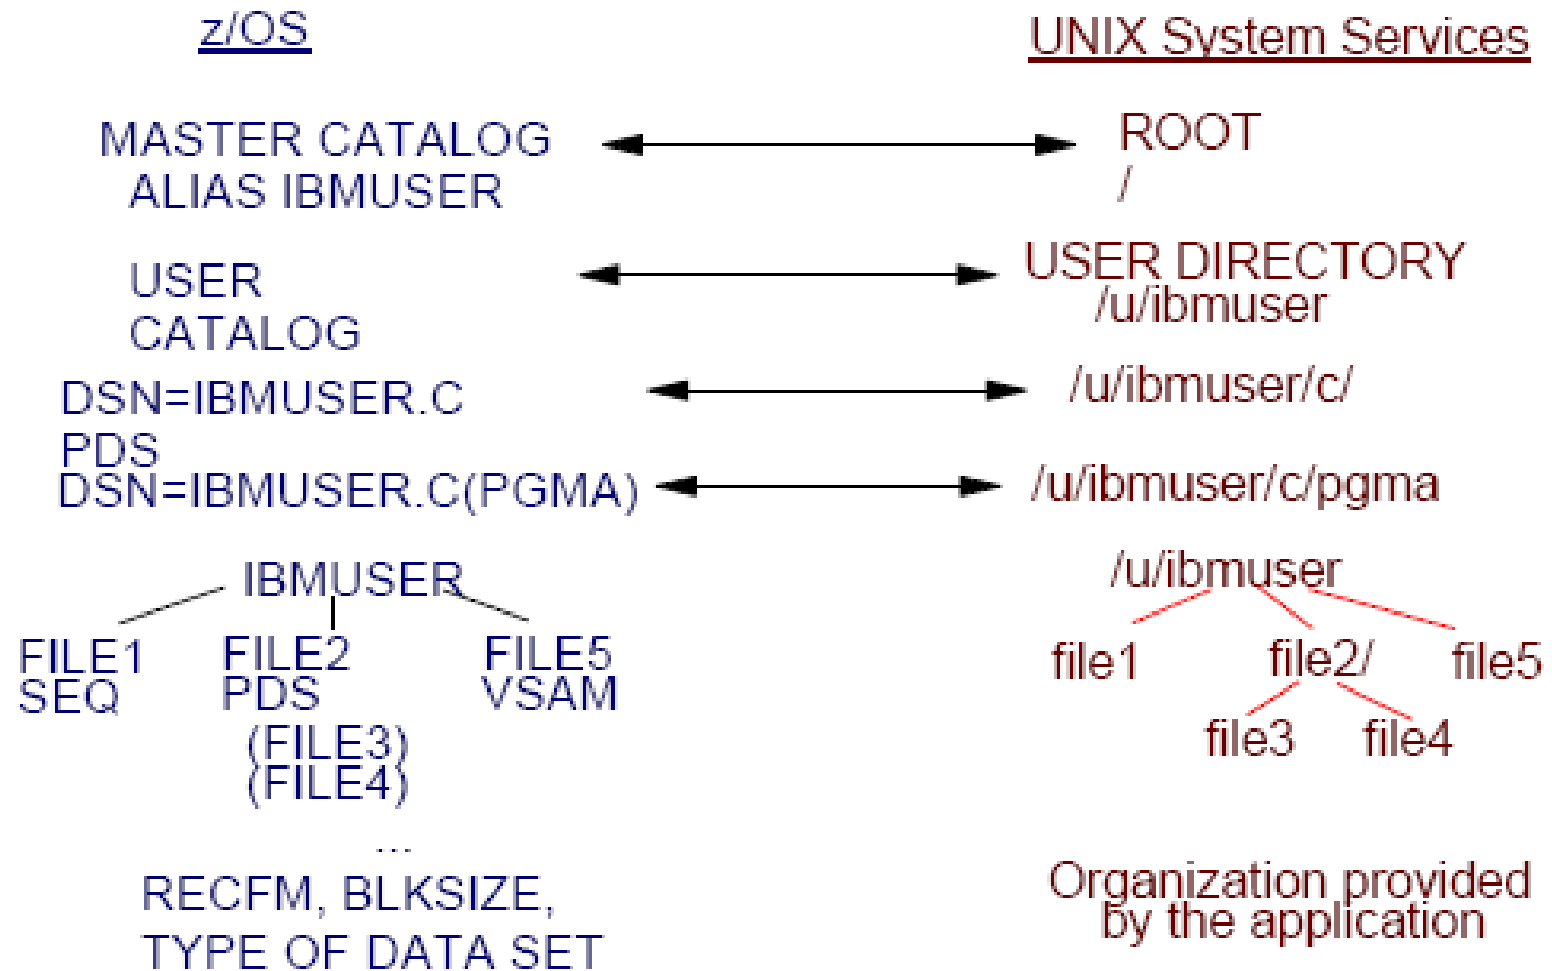 z/OS
UNIX System Services
MASTER CATALOG
ALIAS IBMUSER
ROOT
/
USER
CATALOG
USER DIRECTORY
/u/ibmuser
DSN=IBMUSER.C
PDS
/u/ibmuser/c/
DSN=IBMUSER.C(PGMA)
/u/ibmuser/c/pgma
IBMUSER
FILE1
SEQ
FILE2
PDS
(FILE3)
(FILE4)
FILE5
VSAM
/u/ibmuser
file1
file2/
file5
file3
file4
...
RECFM, BLKSIZE,
TYPE OF DATA SET
Organization provided
by the application